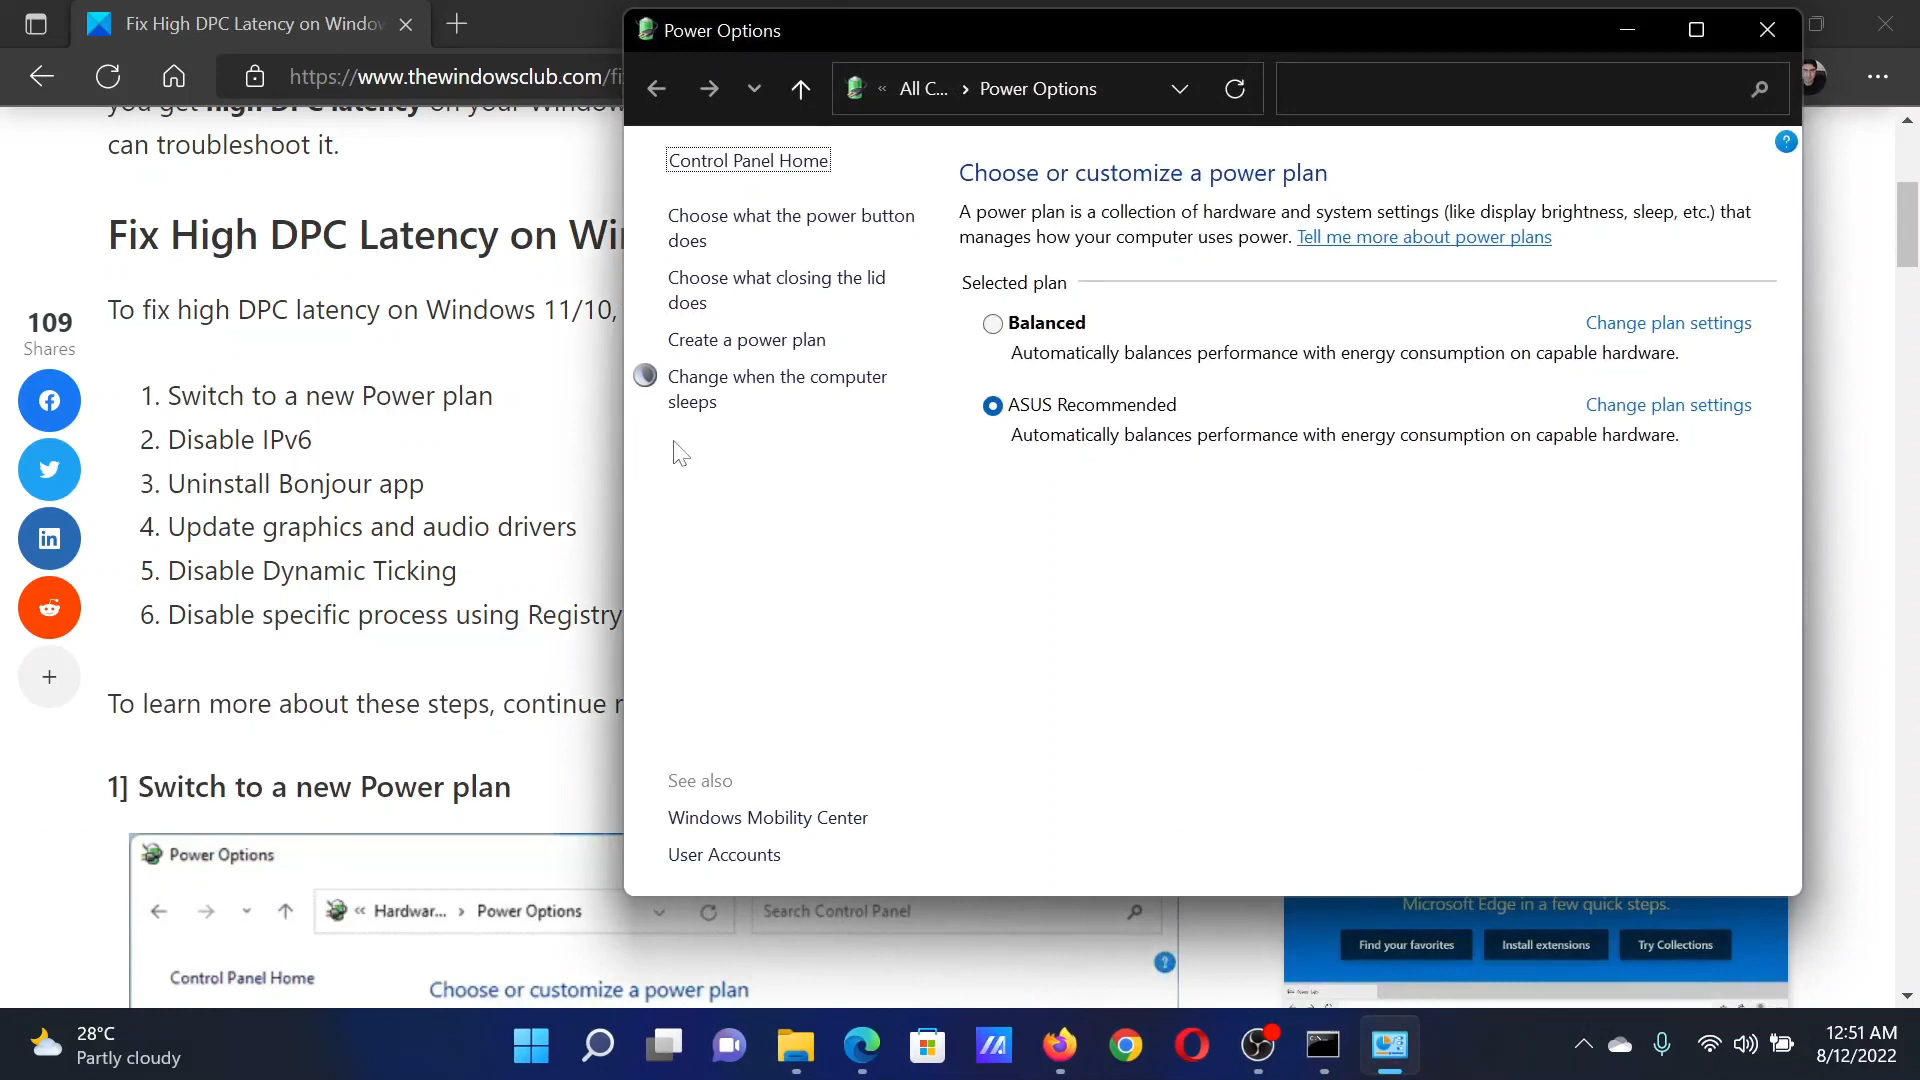 Fix High DPC Latency on Windo
https://www.thewindowsclub.com/fi
you get high DPC latency on your Window
can troubleshoot it.
Fix High DPC Latency on Wi
To fix high DPC latency on Windows 11/10,
109
Shares
1. Switch to a new Power plan
2. Disable IPv6
3. Uninstall Bonjour app
4. Update graphics and audio drivers
5. Disable Dynamic Ticking
6. Disable specific process using Registry
To learn more about these steps, continue r
1] Switch to a new Power plan
Power Options
Hardwar... › Power Options
Search Control Panel
Control Panel Home
Choose or customize a power plan
Power Options
« All C... › Power Options
Control Panel Home
Choose what the power button
does
Choose what closing the lid
does
Create a power plan
Change when the computer
sleeps
See also
Windows Mobility Center
User Accounts
Choose or customize a power plan
A power plan is a collection of hardware and system settings (like display brightness, sleep, etc.) that
manages how your computer uses power. Tell me more about power plans
Selected plan
Balanced
Change plan settings
Automatically balances performance with energy consumption on capable hardware.
ASUS Recommended
Change plan settings
Automatically balances performance with energy consumption on capable hardware.
Microsoft Edge in a few quick steps.
Find your favorites
Install extensions
Try Collections
28°C
Partly cloudy
12:51 AM
8/12/2022